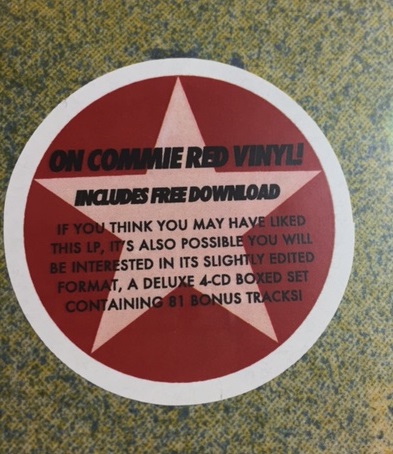 ON COMMIE RED VINYL!
INCLUDES FREE DOWNLOAD
IF YOU THINK YOU MAY HAVE LIKED
THIS LP, IT'S ALSO POSSIBLE YOU WILL
BE INTERESTED IN ITS SLIGHTLY EDITED
FORMAT, A DELUXE 4-CD BOXED SET
CONTAINING 81 BONUS TRACKS!